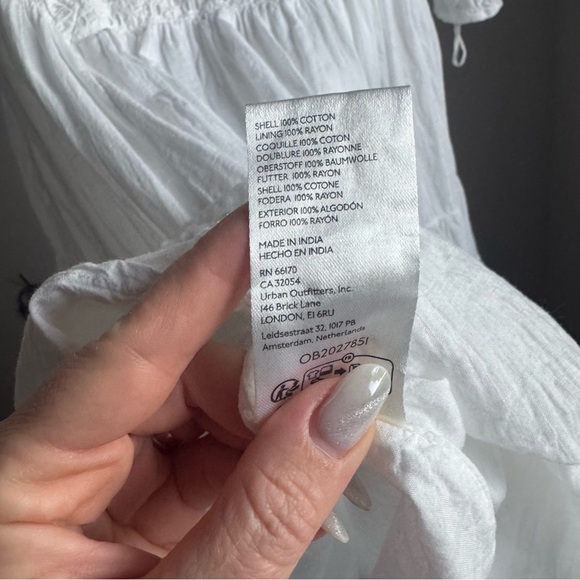 SHELL 100% COTTON
LINING 100% RAYON
COQUILLE 100% COTON
DOUBLURE 100% RAYONNE
OBERSTOFF 100% BAUMWOLLE
FUTTER: 100% RAYON
SHELL 100% COTONE
FODERA 100% RAYON
EXTERIOR 100% ALGODÓN
FORRO 100% RAYÓN
MADE IN INDIA
HECHO EN INDIA
RN 66170
CA 32054
Urban Outfitters, Inc.
146 Brick Lane
LONDON, E1 6RU
Leidsestraat 32, 1017 PB
Amsterdam, Netherlands
OB2027851
FR